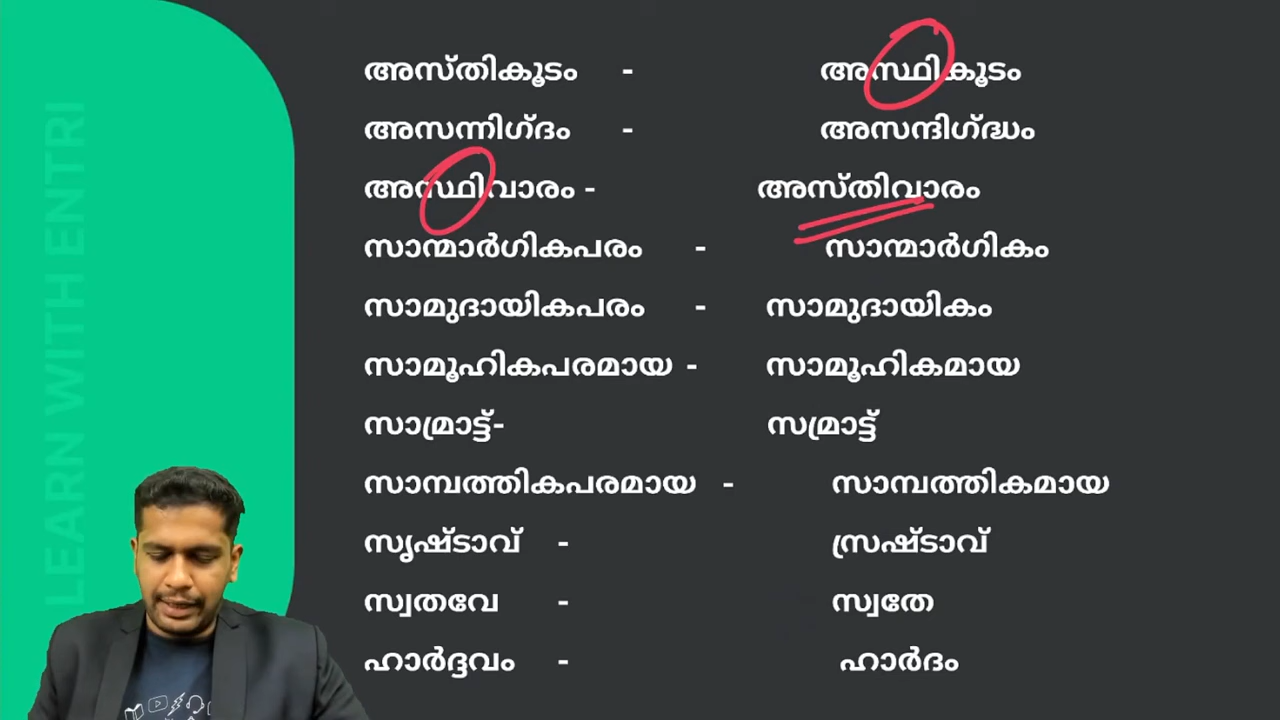 LEARN WITH ENTRI
അസ്തികൂടം - അസ്ഥികൂടം
അസന്നിഗ്ദം - അസന്ദിഗ്ദ്ധം
അസ്ഥിവാരം - അസ്തിവാരം
സാന്മാർഗികപരം - സാന്മാർഗികം
സാമുദായികപരം - സാമുദായികം
സാമൂഹികപരമായ - സാമൂഹികമായ
സാമ്രാട്ട്- സമ്രാട്ട്
സാമ്പത്തികപരമായ - സാമ്പത്തികമായ
സൃഷ്ടാവ് - സ്രഷ്ടാവ്
സ്വതവേ - സ്വതേ
ഹാർദ്ദവം - ഹാർദം